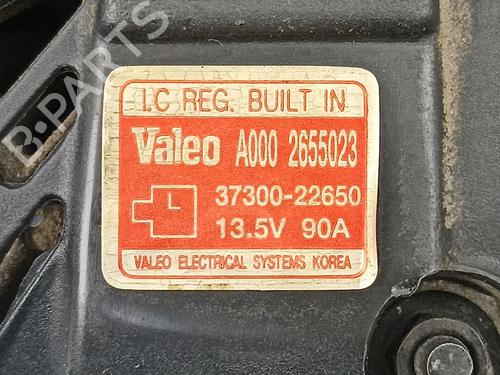 I.C REG. BUILT IN
Valeo A000 2655023
37300-22650
13.5V 90A
VALEO ELECTRICAL SYSTEMS KOREA
B-PARTS